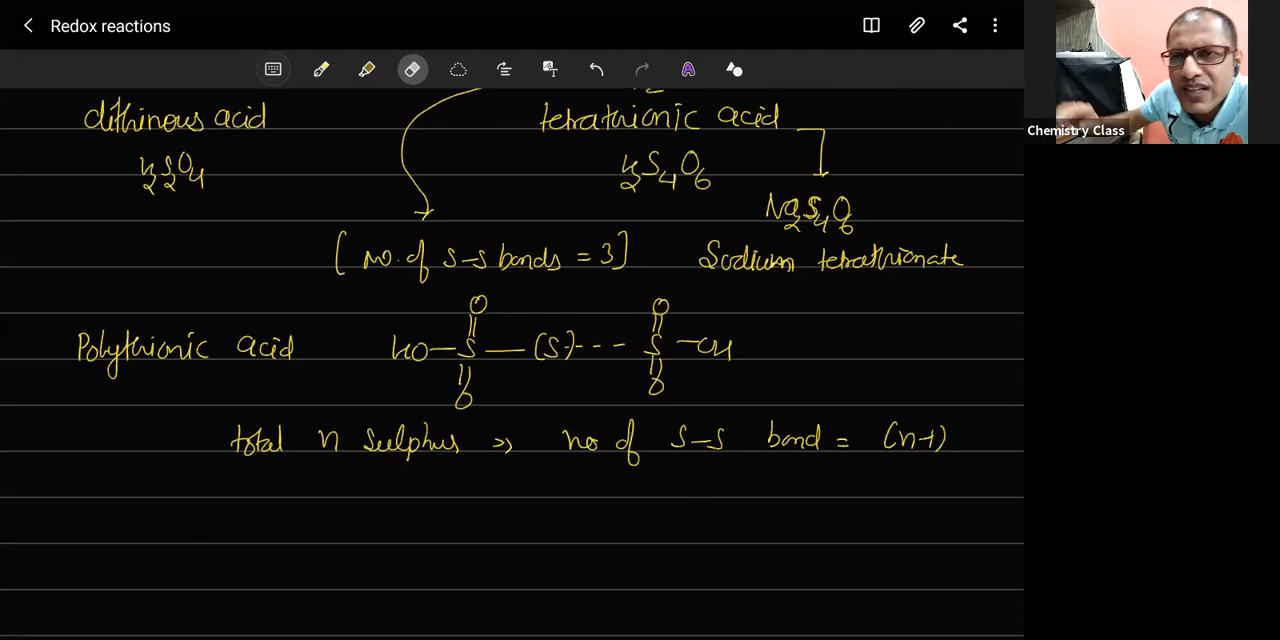 Redox reactions
Chemistry Class
dithinous acid
tetrathionic acid
H2S2O4
H2S4O6
Na2S4O6
[ no. of S-S bonds = 3 ]
Sodium tetrathionate
O
O
Polythionic acid
HO-S-(S)---S-OH
O
O
total n sulphus => no of S-S bond = (n-1)